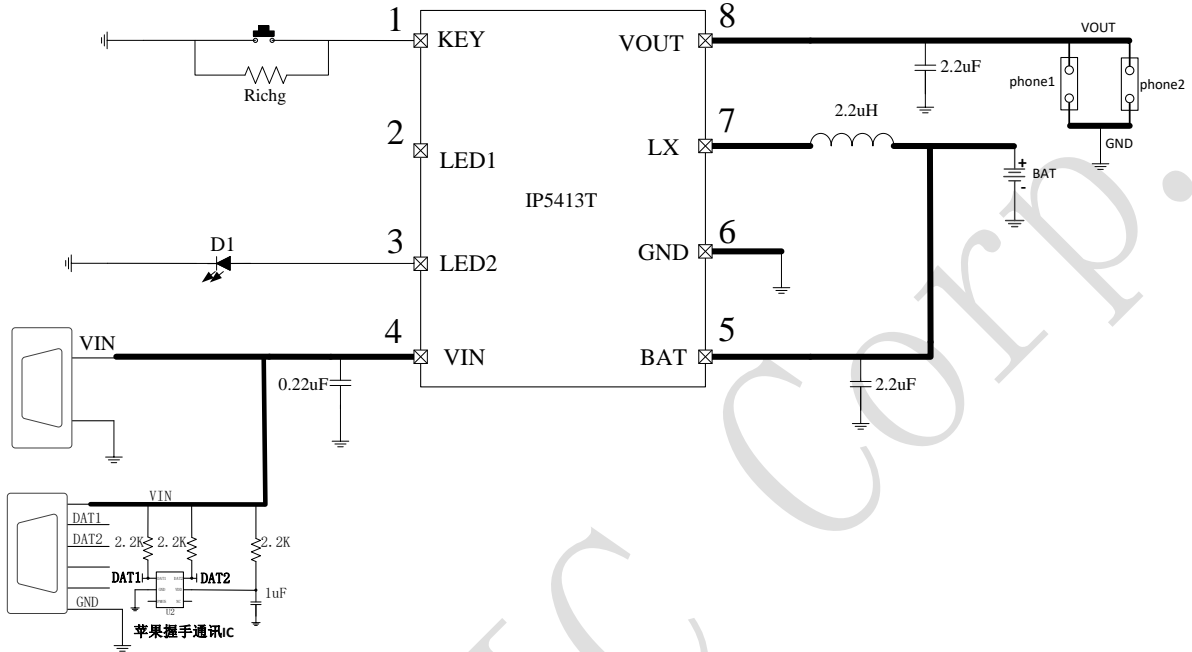 1
KEY
Richg
2
LED1
D1
3
LED2
4
VIN
VIN
0.22uF
IP5413T
8
VOUT
VOUT
2.2uF
phone1
phone2
GND
7
LX
2.2uH
+
BAT
-
6
GND
5
BAT
2.2uF
VIN
DAT1
DAT2
2.2K
2.2K
2.2K
DAT1
DAT2
1uF
GND
U2
苹果握手通讯IC
IC Corp.